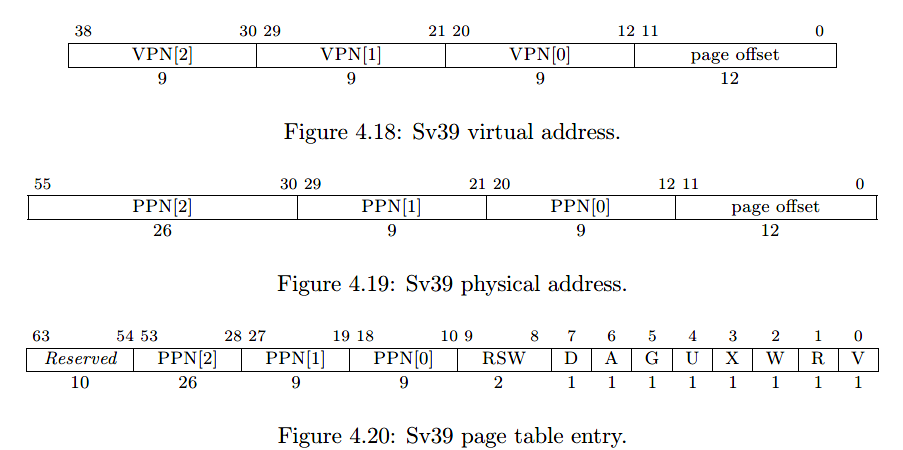 38 30 29 21 20 12 11 0
VPN[2] VPN[1] VPN[0] page offset
9 9 9 12
Figure 4.18: Sv39 virtual address.
55 30 29 21 20 12 11 0
PPN[2] PPN[1] PPN[0] page offset
26 9 9 12
Figure 4.19: Sv39 physical address.
63 54 53 28 27 19 18 10 9 8 7 6 5 4 3 2 1 0
Reserved PPN[2] PPN[1] PPN[0] RSW D A G U X W R V
10 26 9 9 2 1 1 1 1 1 1 1 1
Figure 4.20: Sv39 page table entry.